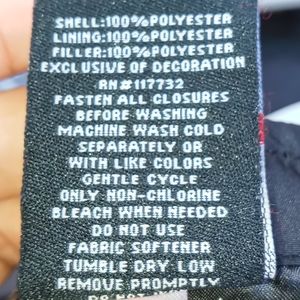 SHELL:100%POLYESTER
LINING:100%POLYESTER
FILLER:100%POLYESTER
EXCLUSIVE OF DECORATION
RN#117732
FASTEN ALL CLOSURES
BEFORE WASHING
MACHINE WASH COLD
SEPARATELY OR
WITH LIKE COLORS
GENTLE CYCLE
ONLY NON-CHLORINE
BLEACH WHEN NEEDED
DO NOT USE
FABRIC SOFTENER
TUMBLE DRY LOW
REMOVE PROMPTLY
DO NOT